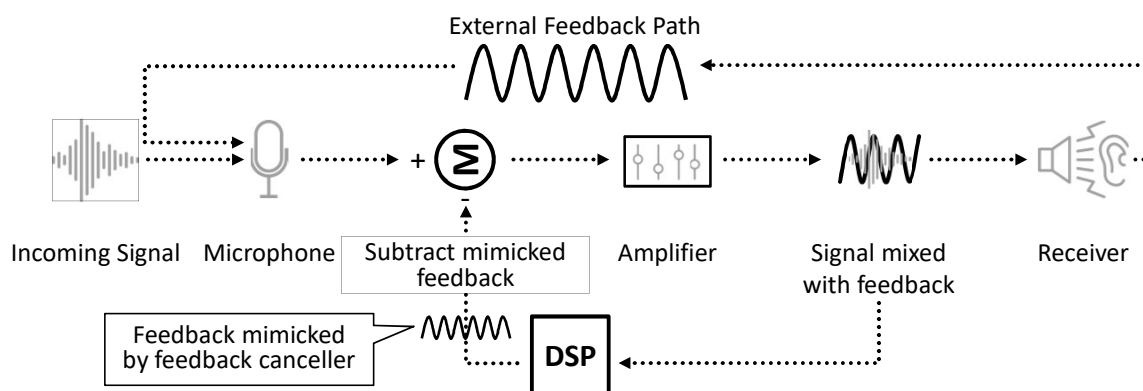 External Feedback Path
+
Σ
-
Incoming Signal
Microphone
Subtract mimicked
feedback
Amplifier
Signal mixed
with feedback
Receiver
Feedback mimicked
by feedback canceller
DSP